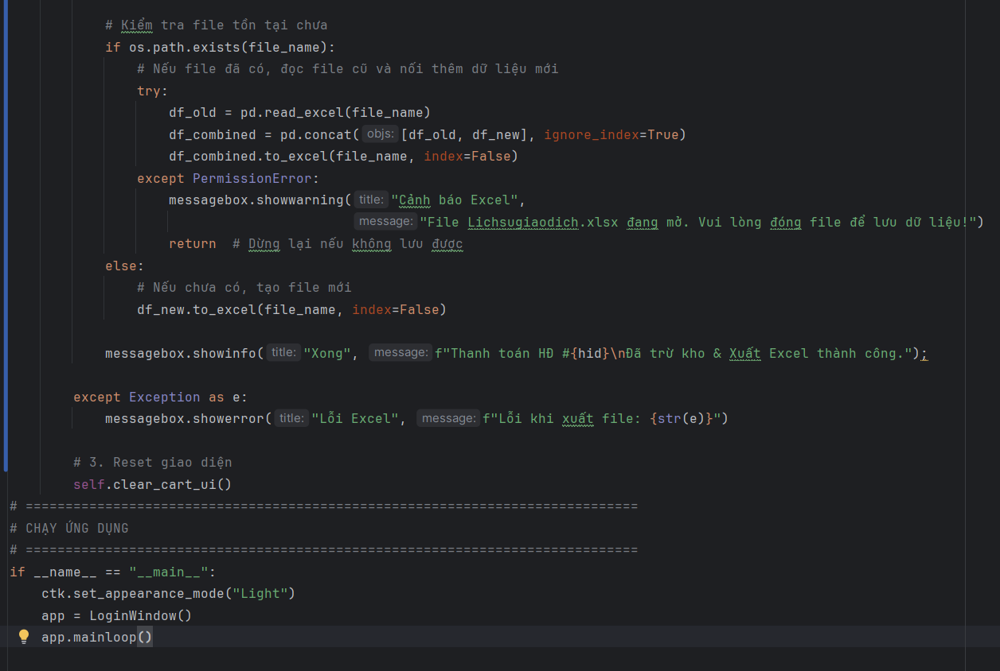 # Kiểm tra file tồn tại chưa
if os.path.exists(file_name):
# Nếu file đã có, đọc file cũ và nối thêm dữ liệu mới
try:
df_old = pd.read_excel(file_name)
df_combined = pd.concat( objs: [df_old, df_new], ignore_index=True)
df_combined.to_excel(file_name, index=False)
except PermissionError:
messagebox.showwarning( title: "Cảnh báo Excel",
message: "File Lichsugiaodich.xlsx đang mở. Vui lòng đóng file để lưu dữ liệu!")
return  # Dừng lại nếu không lưu được
else:
# Nếu chưa có, tạo file mới
df_new.to_excel(file_name, index=False)
messagebox.showinfo( title: "Xong", message: f"Thanh toán HĐ #{hid}\nĐã trừ kho & Xuất Excel thành công.");
except Exception as e:
messagebox.showerror( title: "Lỗi Excel", message: f"Lỗi khi xuất file: {str(e)}")
# 3. Reset giao diện
self.clear_cart_ui()
# =============================================================================
# CHẠY ỨNG DỤNG
# =============================================================================
if __name__ == "__main__":
ctk.set_appearance_mode("Light")
app = LoginWindow()
app.mainloop()